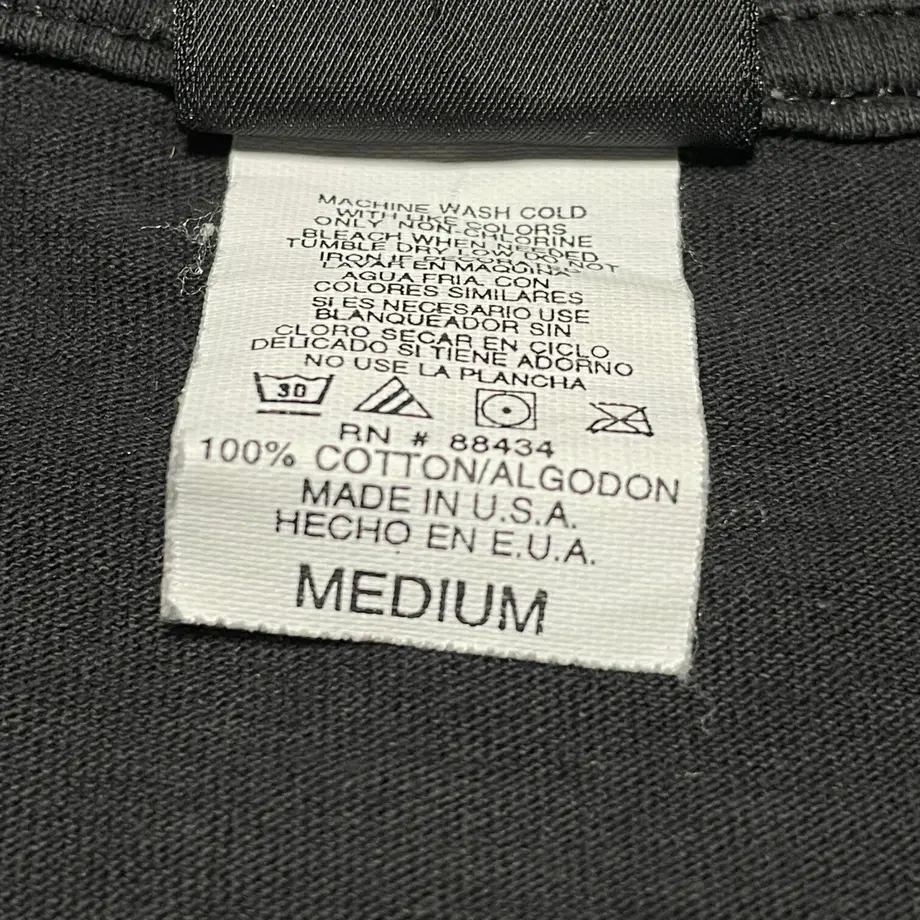 MACHINE WASH COLD
WITH LIKE COLORS
ONLY NON-CHLORINE
BLEACH WHEN NEEDED
TUMBLE DRY LOW DO NOT
IRON IF
LAVAR EN MAQUINA
AGUA FRIA. CON
COLORES SIMILARES
SI ES NECESARIO USE
BLANQUEADOR SIN
CLORO SECAR EN CICLO
DELICADO SI TIENE ADORNO
NO USE LA PLANCHA
30
RN # 88434
100% COTTON/ALGODON
MADE IN U.S.A.
HECHO EN E.U.A.
MEDIUM